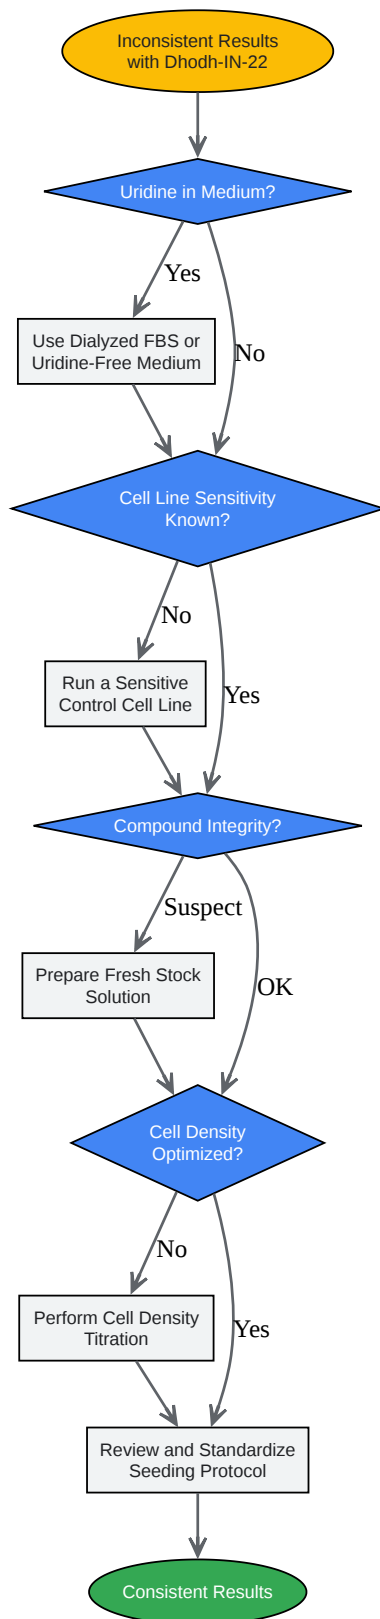 Inconsistent Results
with Dhodh-IN-22
Uridine in Medium?
Yes
Use Dialyzed FBS or
Uridine-Free Medium
No
Cell Line Sensitivity
Known?
No
Run a Sensitive
Control Cell Line
Yes
Compound Integrity?
Suspect
Prepare Fresh Stock
Solution
OK
Cell Density
Optimized?
No
Perform Cell Density
Titration
Yes
Review and Standardize
Seeding Protocol
Consistent Results